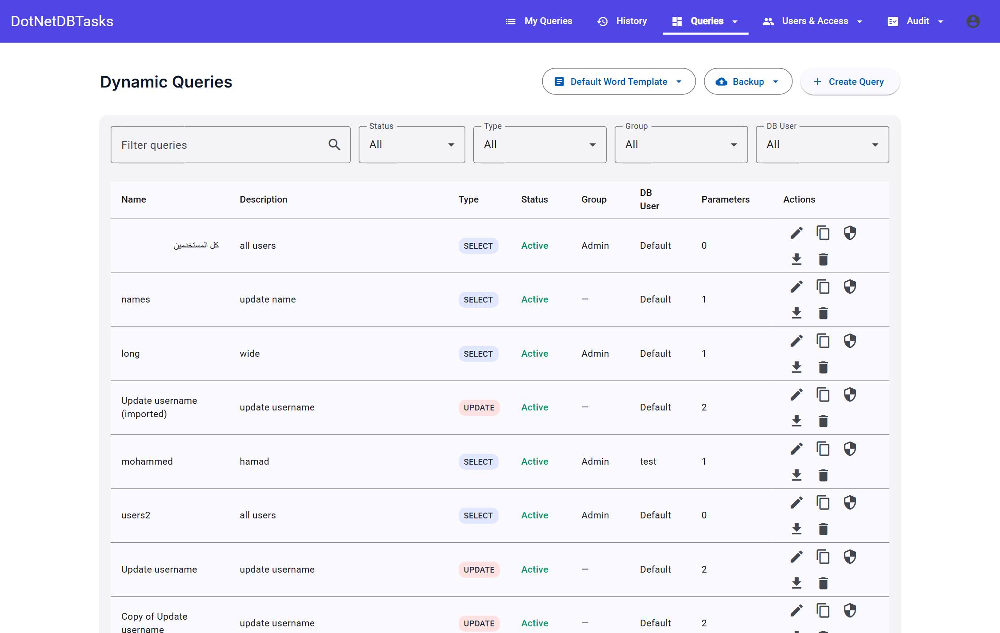 DotNetDBTasks
My Queries
History
Queries
Users & Access
Audit
Dynamic Queries
Default Word Template
Backup
Create Query
Filter queries
Status
All
Type
All
Group
All
DB User
All
Name Description Type Status Group DB User Parameters Actions
كل المستخدمين all users SELECT Active Admin Default 0
names update name SELECT Active — Default 1
long wide SELECT Active Admin Default 1
Update username (imported) update username UPDATE Active — Default 2
mohammed hamad SELECT Active Admin test 1
users2 all users SELECT Active Admin Default 0
Update username update username UPDATE Active — Default 2
Copy of Update username update username UPDATE Active — Default 2